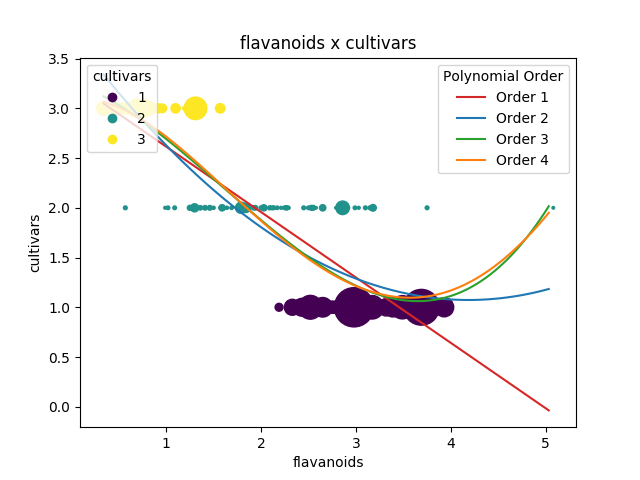 flavanoids x cultivars
cultivars
1
2
3
Polynomial Order
Order 1
Order 2
Order 3
Order 4
3.5
3.0
2.5
2.0
1.5
1.0
0.5
0.0
cultivars
1 2 3 4 5
flavanoids